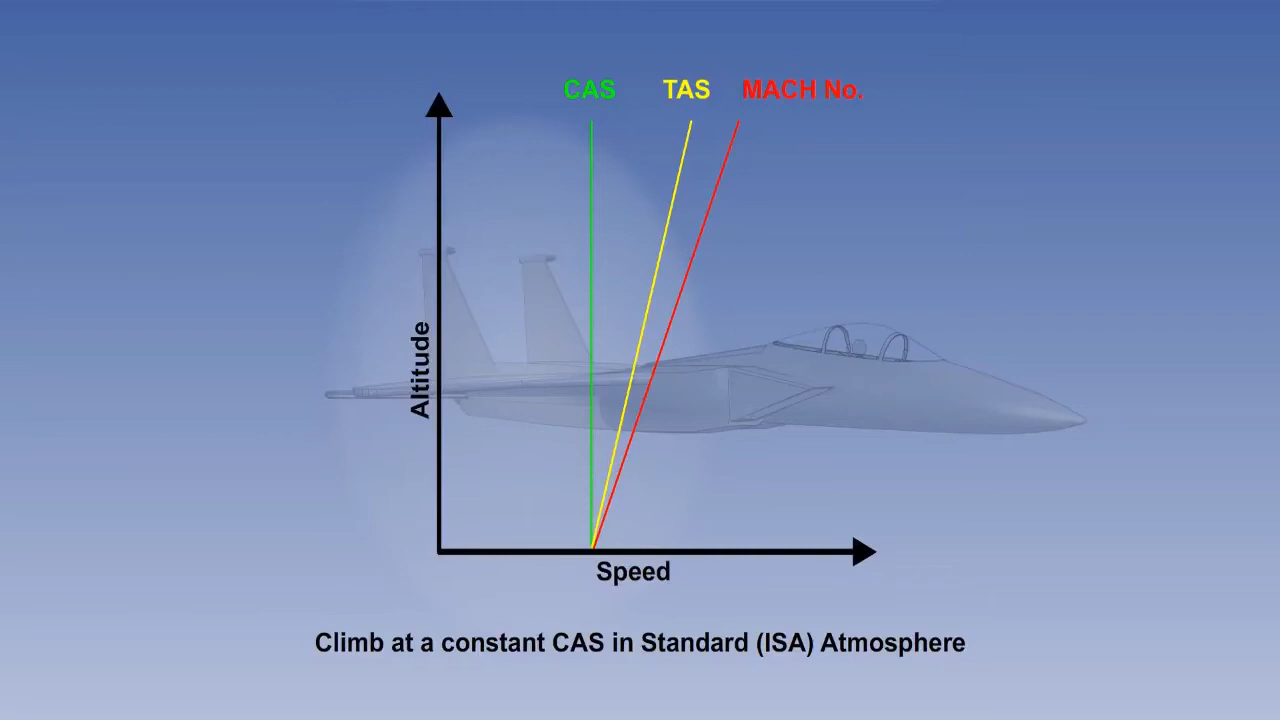 CAS TAS MACH No.
Altitude
Speed
Climb at a constant CAS in Standard (ISA) Atmosphere